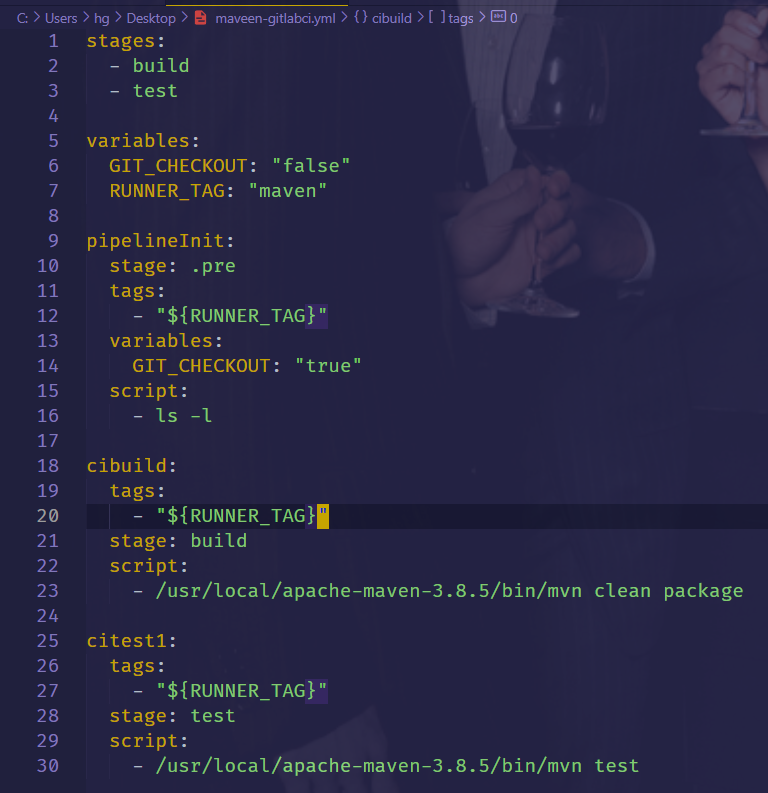 C: > Users > hg > Desktop > maveen-gitlabci.yml > {} cibuild > [ ] tags > abc 0
1 stages:
2   - build
3   - test
4
5 variables:
6   GIT_CHECKOUT: "false"
7   RUNNER_TAG: "maven"
8
9 pipelineInit:
10   stage: .pre
11   tags:
12     - "${RUNNER_TAG}"
13   variables:
14     GIT_CHECKOUT: "true"
15   script:
16     - ls -l
17
18 cibuild:
19   tags:
20     - "${RUNNER_TAG}"
21   stage: build
22   script:
23     - /usr/local/apache-maven-3.8.5/bin/mvn clean package
24
25 citest1:
26   tags:
27     - "${RUNNER_TAG}"
28   stage: test
29   script:
30     - /usr/local/apache-maven-3.8.5/bin/mvn test